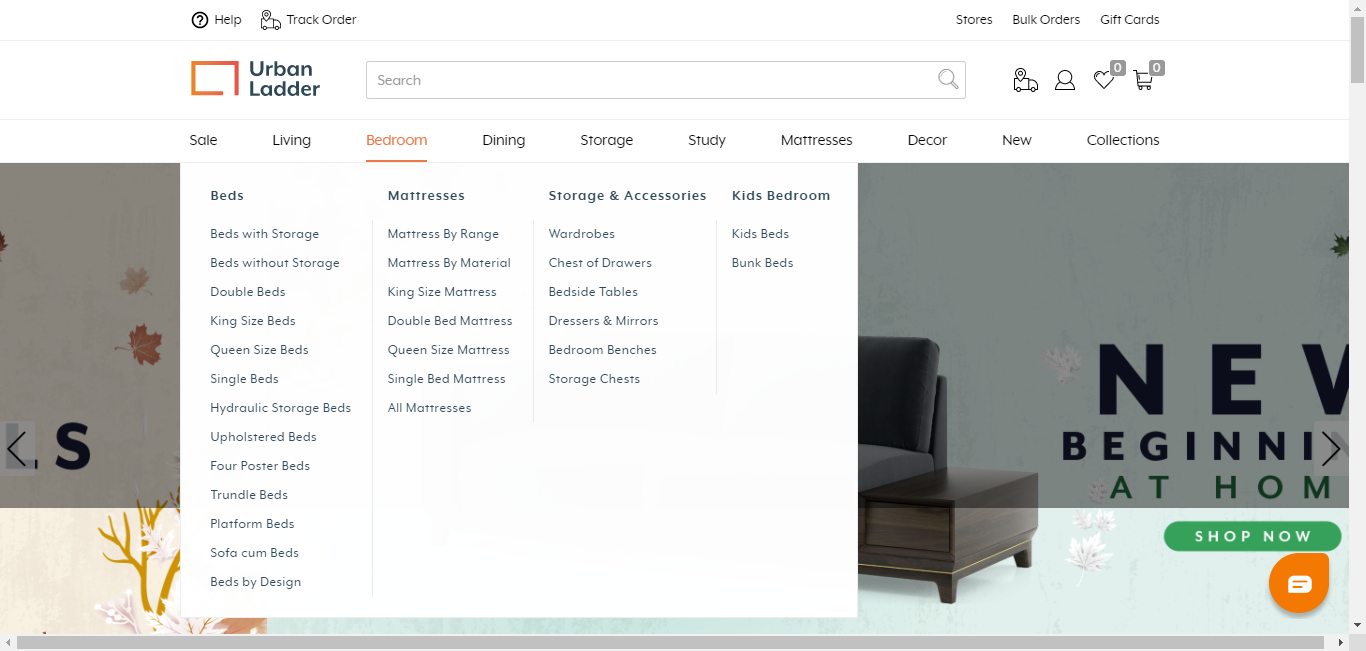 Help Track Order Stores Bulk Orders Gift Cards
Urban
Ladder
Search
0 0
Sale Living Bedroom Dining Storage Study Mattresses Decor New Collections
Beds
Beds with Storage
Beds without Storage
Double Beds
King Size Beds
Queen Size Beds
Single Beds
Hydraulic Storage Beds
Upholstered Beds
Four Poster Beds
Trundle Beds
Platform Beds
Sofa cum Beds
Beds by Design
Mattresses
Mattress By Range
Mattress By Material
King Size Mattress
Double Bed Mattress
Queen Size Mattress
Single Bed Mattress
All Mattresses
Storage & Accessories
Wardrobes
Chest of Drawers
Bedside Tables
Dressers & Mirrors
Bedroom Benches
Storage Chests
Kids Bedroom
Kids Beds
Bunk Beds
LS
NEW
BEGINNI
AT HOM
SHOP NOW